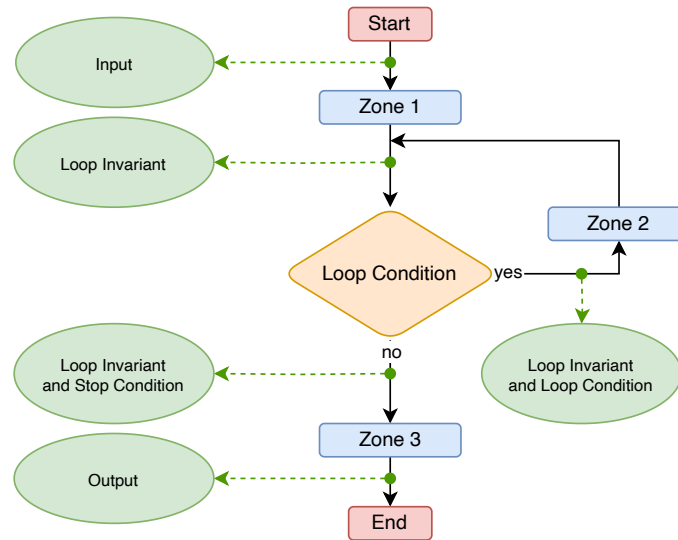 Start
Input
Zone 1
Loop Invariant
Zone 2
Loop Condition
yes
no
Loop Invariant
and Stop Condition
Loop Invariant
and Loop Condition
Zone 3
Output
End